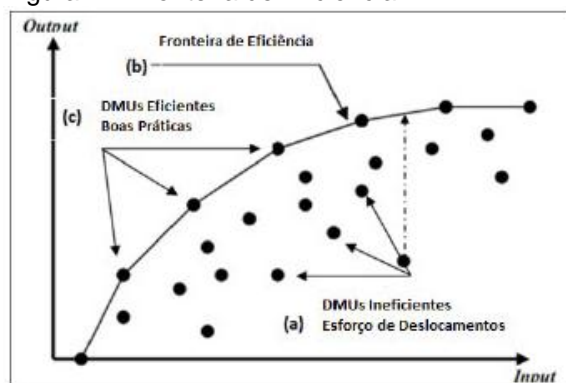 Output
Fronteira de Eficiência
(b)
(c)
DMUs Eficientes
Boas Práticas
DMUs Ineficientes
(a)
Esforço de Deslocamentos
Input